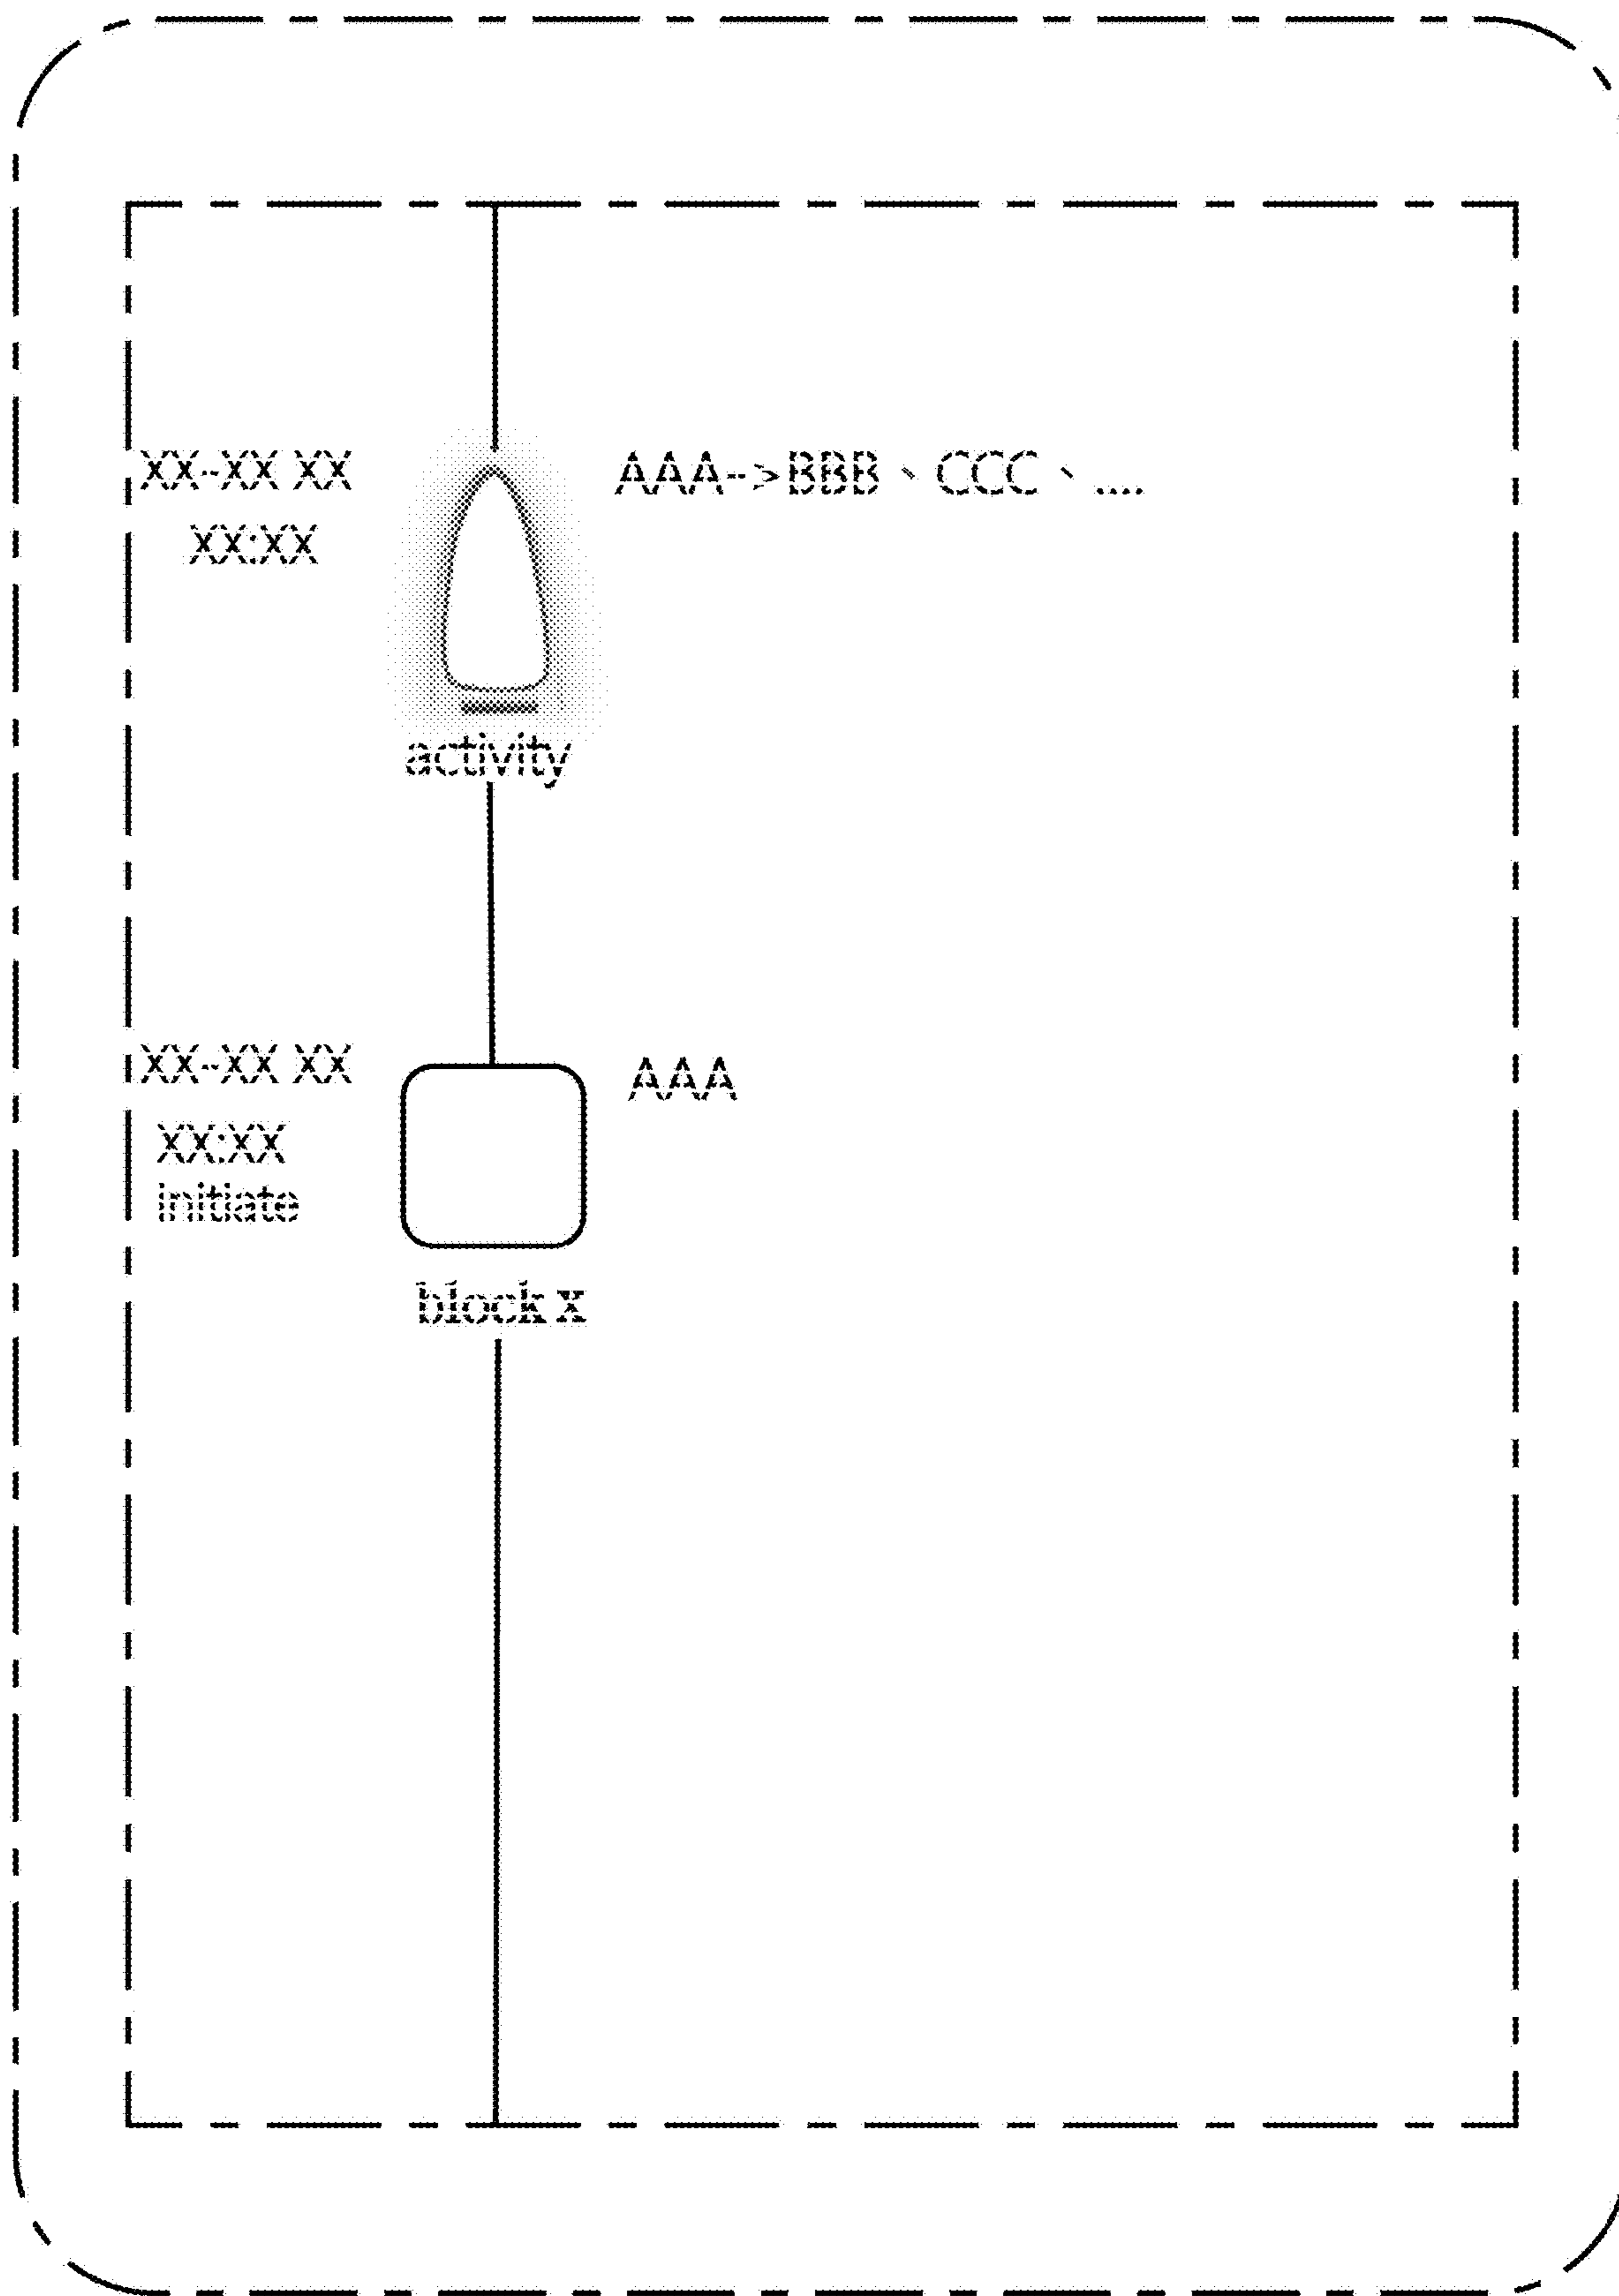 XX-XX XX
AAA-->BBB、CCC、....
XX:XX
activity
XX-XX XX
AAA
XX:XX
initiate
block x